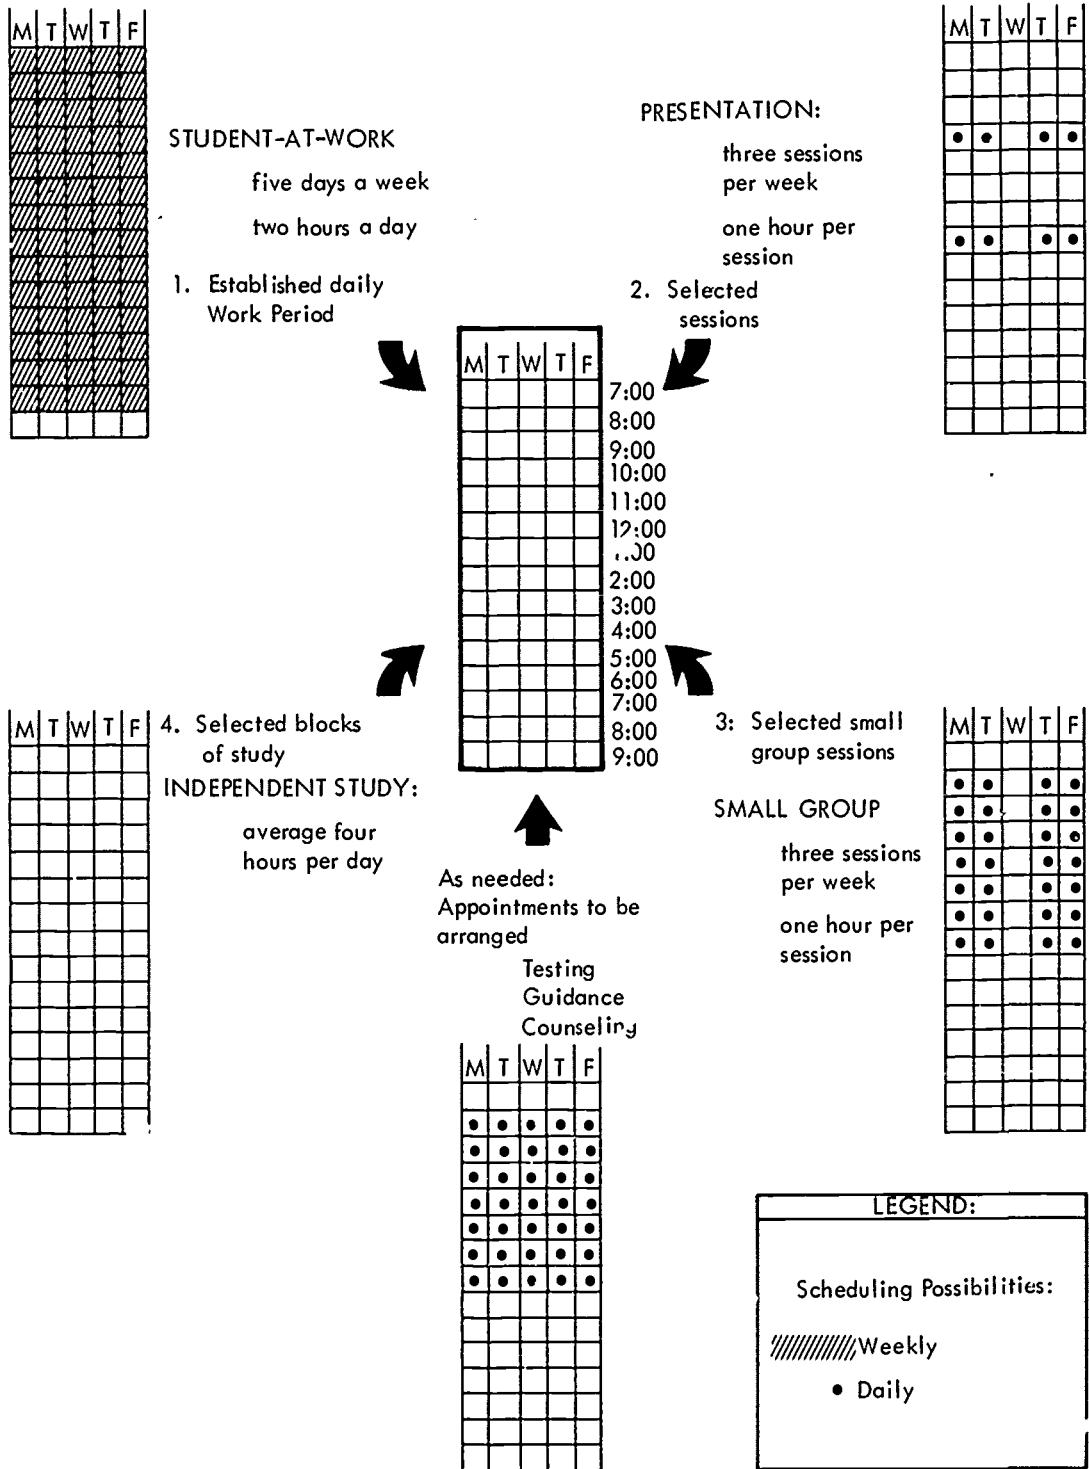 M T W T F
STUDENT-AT-WORK
five days a week
two hours a day
1. Established daily
Work Period
PRESENTATION:
three sessions
per week
one hour per
session
2. Selected
sessions
M T W T F
M T W T F
7:00
8:00
9:00
10:00
11:00
12:00
2:00
3:00
4:00
5:00
6:00
7:00
8:00
9:00
M T W T F
4. Selected blocks
of study
INDEPENDENT STUDY:
average four
hours per day
3: Selected small
group sessions
SMALL GROUP
three sessions
per week
one hour per
session
M T W T F
As needed:
Appointments to be
arranged
Testing
Guidance
Counseling
M T W T F
LEGEND:
Scheduling Possibilities:
Weekly
• Daily